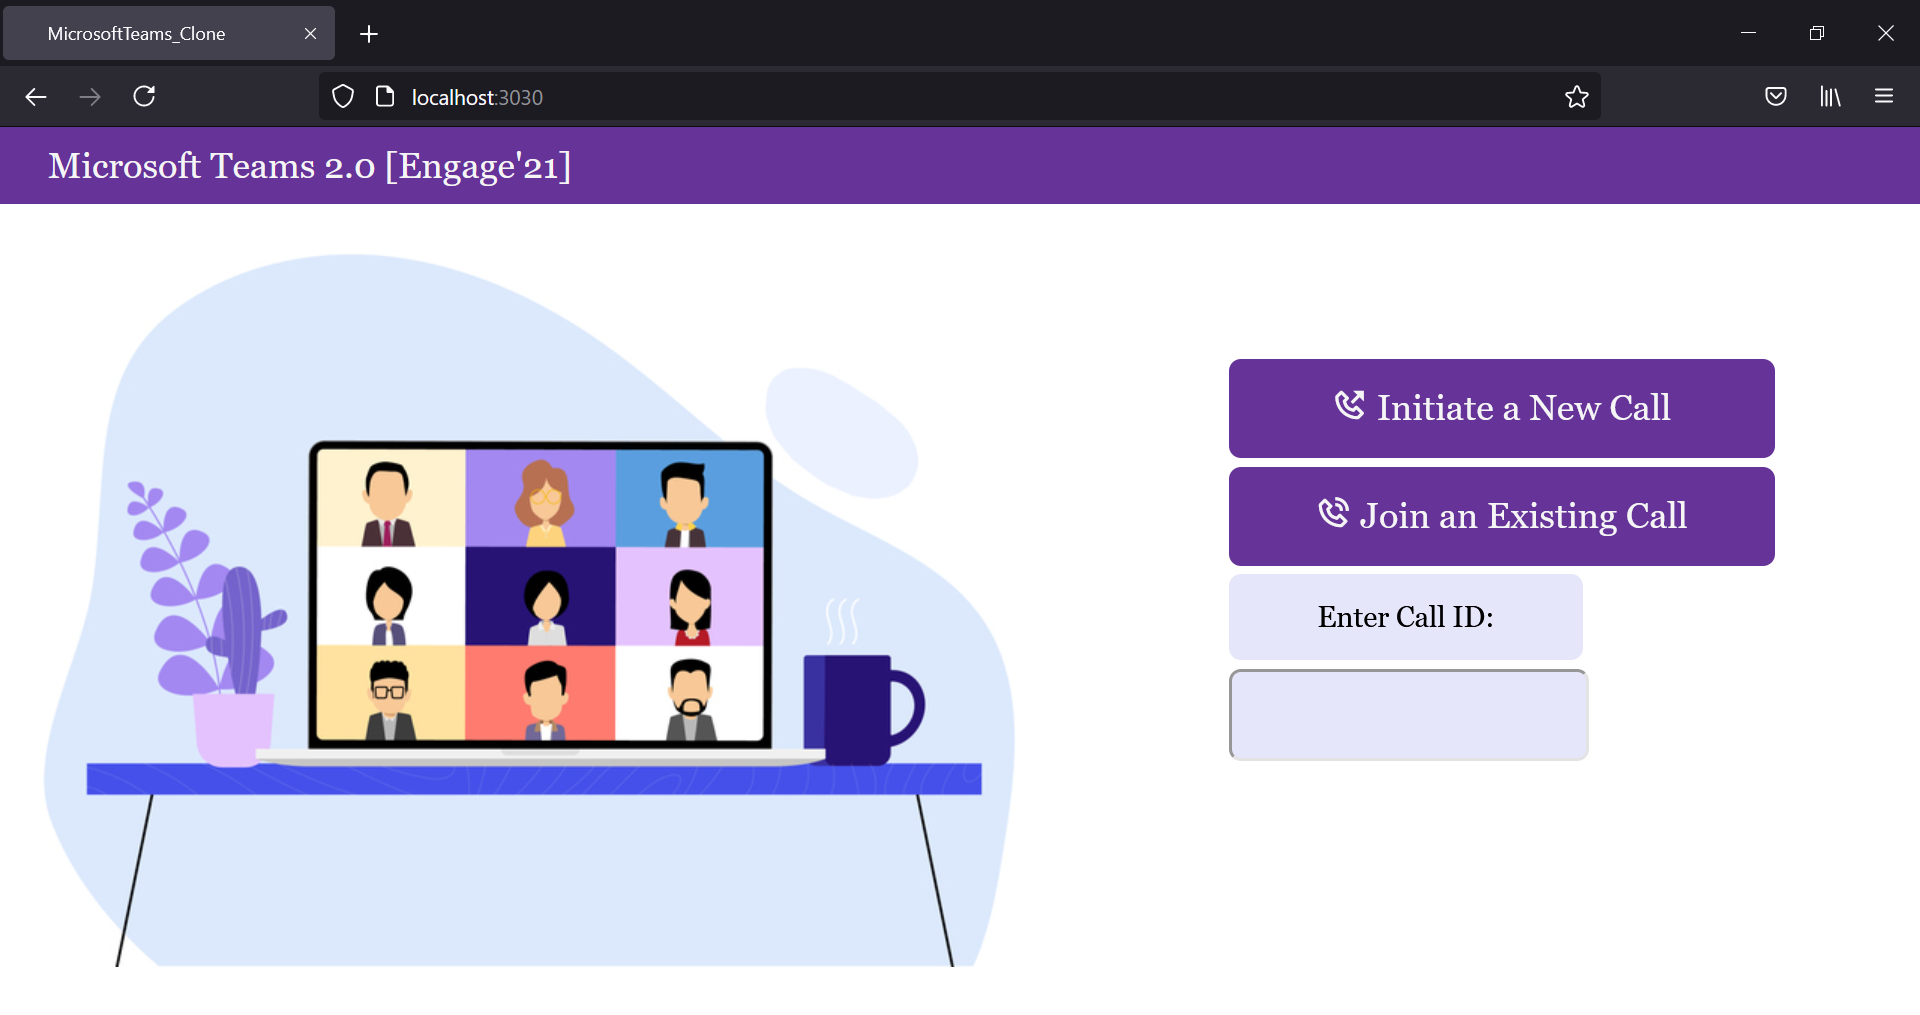 MicrosoftTeams_Clone
localhost:3030
Microsoft Teams 2.0 [Engage'21]
Initiate a New Call
Join an Existing Call
Enter Call ID: